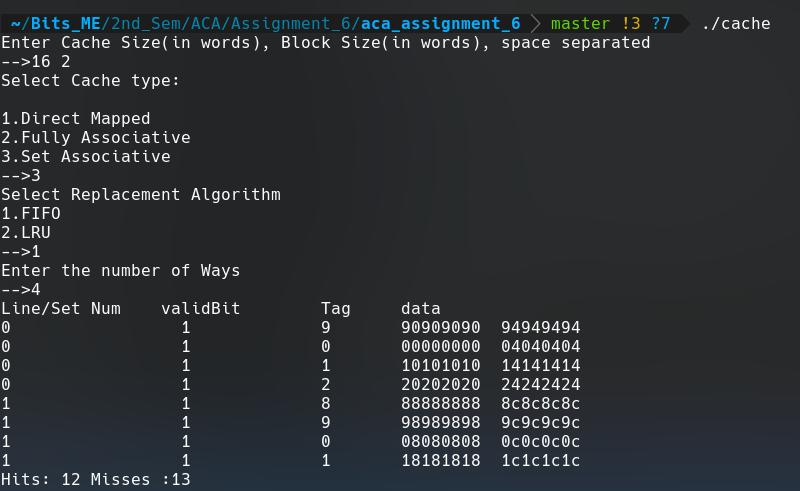 ~/Bits_ME/2nd_Sem/ACA/Assignment_6/aca_assignment_6 master !3 ?7 ./cache
Enter Cache Size(in words), Block Size(in words), space separated
-->16 2
Select Cache type:
1.Direct Mapped
2.Fully Associative
3.Set Associative
-->3
Select Replacement Algorithm
1.FIFO
2.LRU
-->1
Enter the number of Ways
-->4
Line/Set Num validBit Tag data
0 1 9 90909090 94949494
0 1 0 00000000 04040404
0 1 1 10101010 14141414
0 1 2 20202020 24242424
1 1 8 88888888 8c8c8c8c
1 1 9 98989898 9c9c9c9c
1 1 0 08080808 0c0c0c0c
1 1 1 18181818 1c1c1c1c
Hits: 12 Misses :13